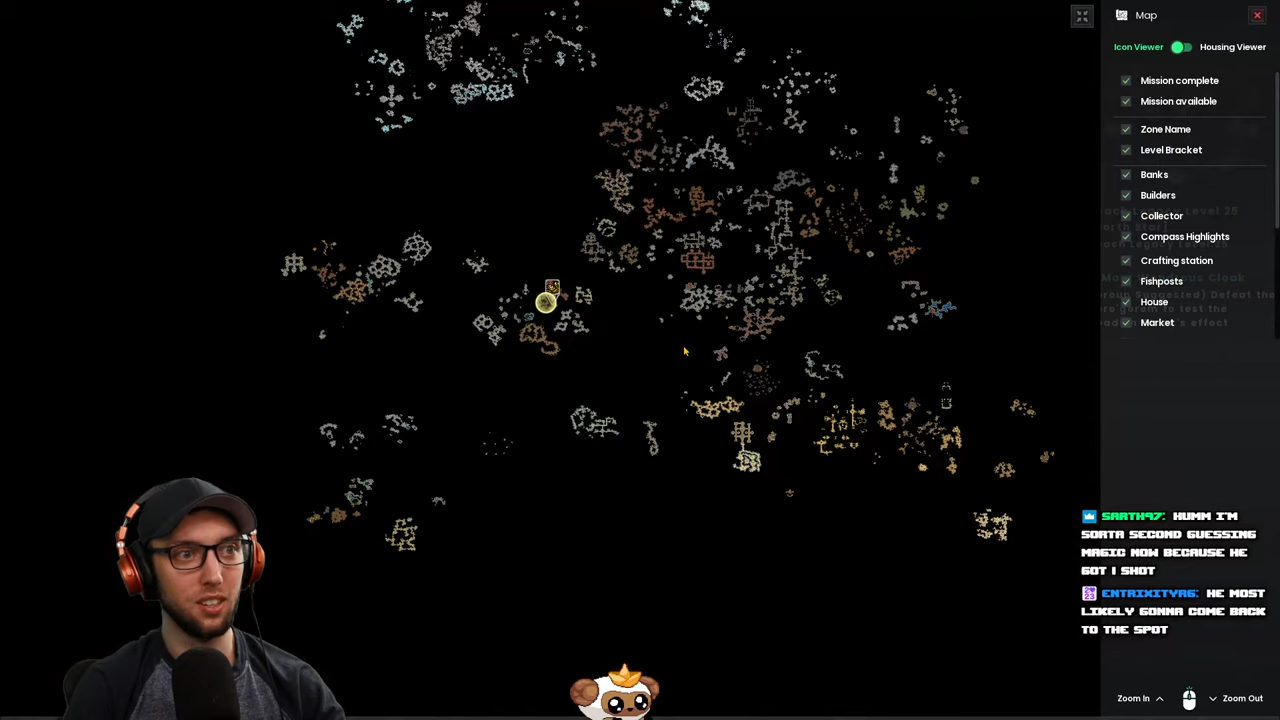 Map
Icon Viewer
Housing Viewer
Mission complete
Mission available
Zone Name
Level Bracket
Banks
Builders
Collector
Compass Highlights
Crafting station
Fishposts
House
Market
SARTH97: HUMM I'M
SORTA SECOND GUESSING
MAGIC NOW BECAUSE HE
GOT 1 SHOT
ENTRIXITYR6: HE MOST
LIKELY GONNA COME BACK
TO THE SPOT
Zoom In
Zoom Out